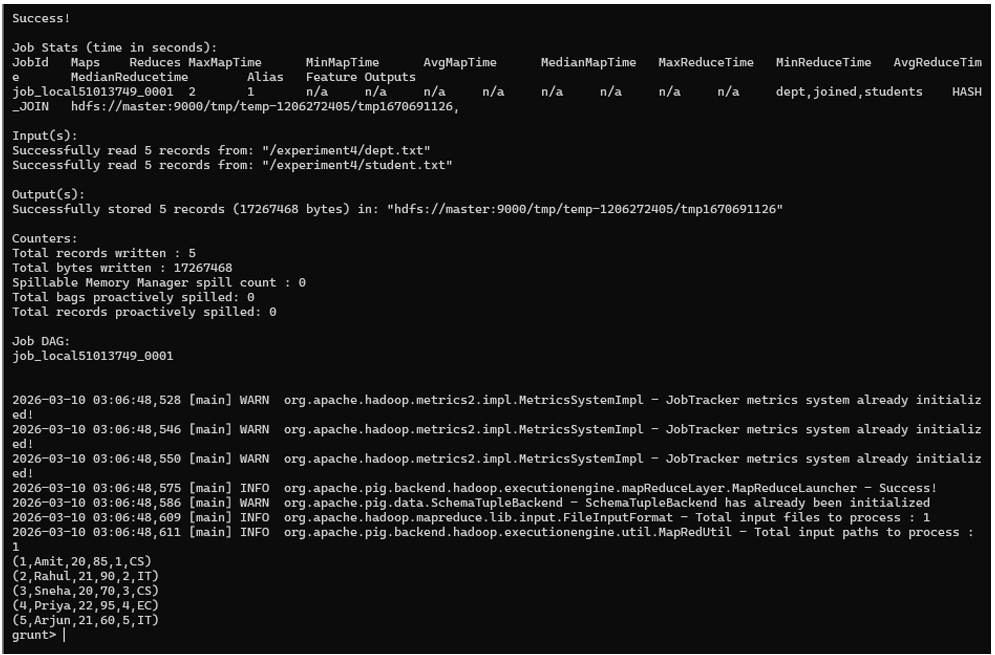 Success!
Job Stats (time in seconds):
JobId Maps Reduces MaxMapTime MinMapTime AvgMapTime MedianMapTime MaxReduceTime MinReduceTime AvgReduceTim
e MedianReducetime Alias Feature Outputs
job_local51013749_0001 2 1 n/a n/a n/a n/a n/a n/a n/a n/a dept,joined,students HASH
_JOIN hdfs://master:9000/tmp/temp-1206272405/tmp1670691126,
Input(s):
Successfully read 5 records from: "/experiment4/dept.txt"
Successfully read 5 records from: "/experiment4/student.txt"
Output(s):
Successfully stored 5 records (17267468 bytes) in: "hdfs://master:9000/tmp/temp-1206272405/tmp1670691126"
Counters:
Total records written : 5
Total bytes written : 17267468
Spillable Memory Manager spill count : 0
Total bags proactively spilled: 0
Total records proactively spilled: 0
Job DAG:
job_local51013749_0001
2026-03-10 03:06:48,528 [main] WARN org.apache.hadoop.metrics2.impl.MetricsSystemImpl - JobTracker metrics system already initializ
ed!
2026-03-10 03:06:48,546 [main] WARN org.apache.hadoop.metrics2.impl.MetricsSystemImpl - JobTracker metrics system already initializ
ed!
2026-03-10 03:06:48,550 [main] WARN org.apache.hadoop.metrics2.impl.MetricsSystemImpl - JobTracker metrics system already initializ
ed!
2026-03-10 03:06:48,575 [main] INFO org.apache.pig.backend.hadoop.executionengine.mapReduceLayer.MapReduceLauncher - Success!
2026-03-10 03:06:48,586 [main] WARN org.apache.pig.data.SchemaTupleBackend - SchemaTupleBackend has already been initialized
2026-03-10 03:06:48,609 [main] INFO org.apache.hadoop.mapreduce.lib.input.FileInputFormat - Total input files to process : 1
2026-03-10 03:06:48,611 [main] INFO org.apache.pig.backend.hadoop.executionengine.util.MapRedUtil - Total input paths to process :
1
(1,Amit,20,85,1,CS)
(2,Rahul,21,90,2,IT)
(3,Sneha,20,70,3,CS)
(4,Priya,22,95,4,EC)
(5,Arjun,21,60,5,IT)
grunt>